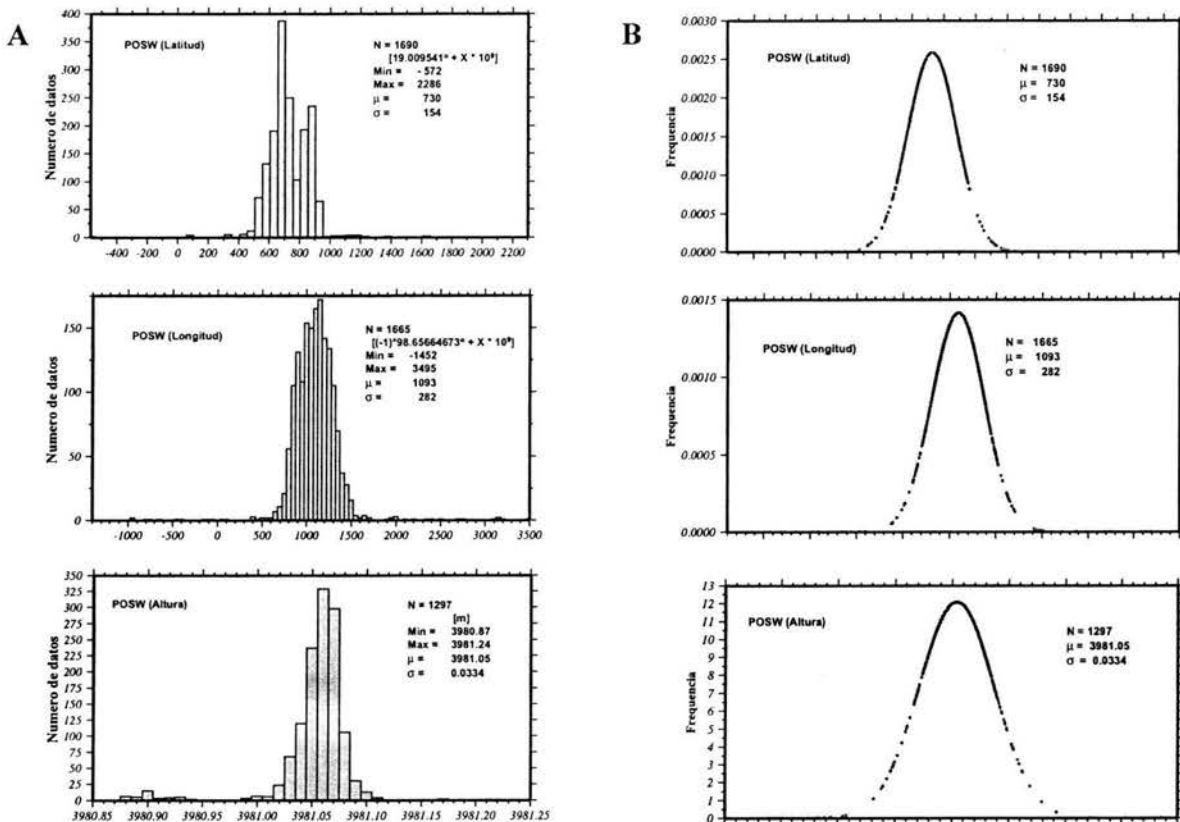 A
POSW (Latitud)
N = 1690
[19.009541° + X * 10⁹]
Min = - 572
Max = 2286
μ = 730
σ = 154
Numero de datos
400
350
300
250
200
150
100
50
0
-400 -200 0 200 400 600 800 1000 1200 1400 1600 1800 2000 2200
POSW (Longitud)
N = 1665
[(-1)*98.65664673° + X * 10⁹]
Min = -1452
Max = 3495
μ = 1093
σ = 282
Numero de datos
150
100
50
0
-1000 -500 0 500 1000 1500 2000 2500 3000 3500
POSW (Altura)
N = 1297
[m]
Min = 3980.87
Max = 3981.24
μ = 3981.05
σ = 0.0334
Numero de datos
350
325
300
275
250
225
200
175
150
125
100
75
50
25
0
3980.85 3980.90 3980.95 3981.00 3981.05 3981.10 3981.15 3981.20 3981.25
B
POSW (Latitud)
N = 1690
μ = 730
σ = 154
Frequencia
0.0030
0.0025
0.0020
0.0015
0.0010
0.0005
0.0000
POSW (Longitud)
N = 1665
μ = 1093
σ = 282
Frequencia
0.0015
0.0010
0.0005
0.0000
POSW (Altura)
N = 1297
μ = 3981.05
σ = 0.0334
Frequencia
13
12
11
10
9
8
7
6
5
4
3
2
1
0